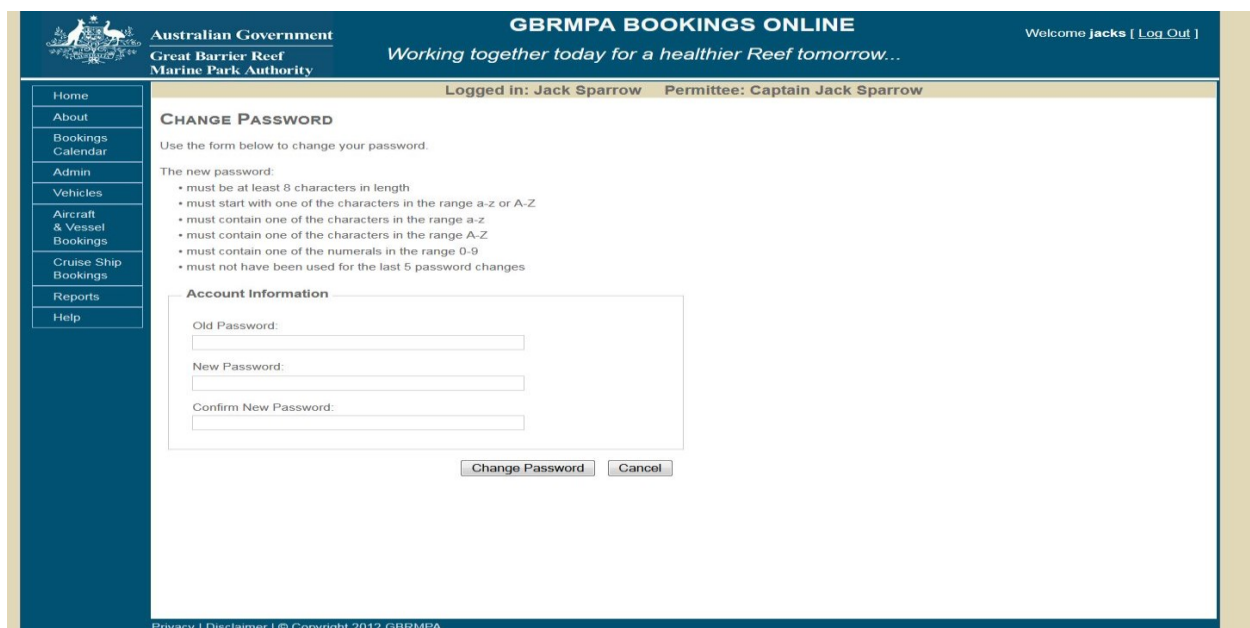 Australian Government
Great Barrier Reef
Marine Park Authority
GBRMPA BOOKINGS ONLINE
Working together today for a healthier Reef tomorrow...
Welcome jacks [ Log Out ]
Home
About
Bookings
Calendar
Admin
Vehicles
Aircraft
& Vessel
Bookings
Cruise Ship
Bookings
Reports
Help
Logged in: Jack Sparrow Permittee: Captain Jack Sparrow
CHANGE PASSWORD
Use the form below to change your password.
The new password:
• must be at least 8 characters in length
• must start with one of the characters in the range a-z or A-Z
• must contain one of the characters in the range a-z
• must contain one of the characters in the range A-Z
• must contain one of the numerals in the range 0-9
• must not have been used for the last 5 password changes
Account Information
Old Password:
New Password:
Confirm New Password:
Change Password Cancel
Privacy | Disclaimer | © Copyright 2012 GBRMPA